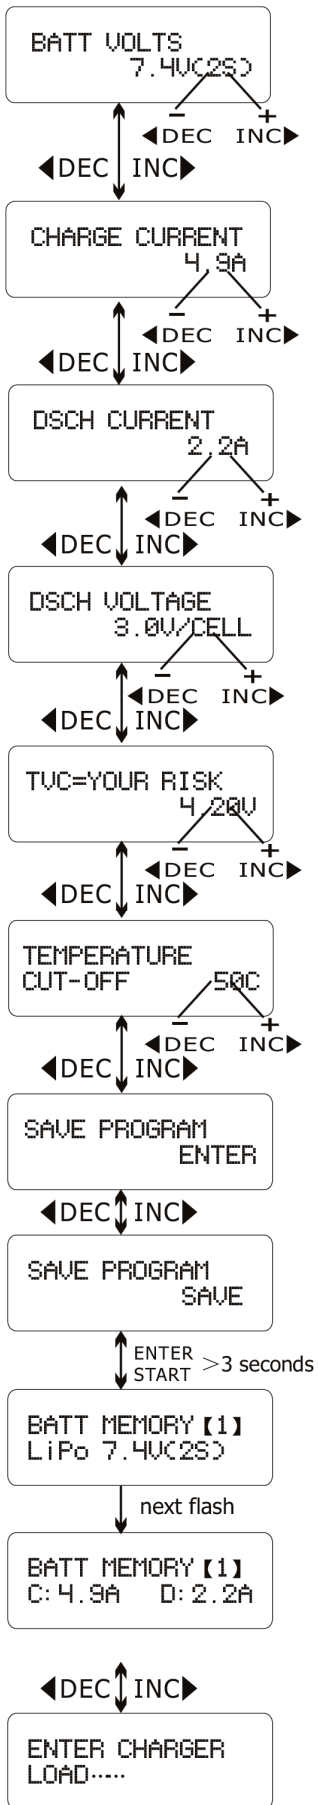 BATT VOLTS
7.4V(2S)
− +
◀DEC INC▶
◀DEC INC▶
CHARGE CURRENT
4.9A
− +
◀DEC INC▶
◀DEC INC▶
DSCH CURRENT
2.2A
− +
◀DEC INC▶
◀DEC INC▶
DSCH VOLTAGE
3.0V/CELL
− +
◀DEC INC▶
◀DEC INC▶
TVC=YOUR RISK
4.20V
− +
◀DEC INC▶
◀DEC INC▶
TEMPERATURE
CUT-OFF 50C
− +
◀DEC INC▶
◀DEC INC▶
SAVE PROGRAM
ENTER
◀DEC INC▶
SAVE PROGRAM
SAVE
ENTER
START >3 seconds
BATT MEMORY【1】
LiPo 7.4V(2S)
next flash
BATT MEMORY【1】
C:4.9A D:2.2A
◀DEC INC▶
ENTER CHARGER
LOAD……